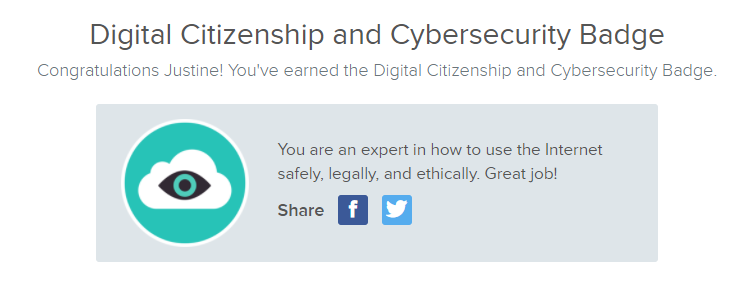 Digital Citizenship and Cybersecurity Badge
Congratulations Justine! You've earned the Digital Citizenship and Cybersecurity Badge.
You are an expert in how to use the Internet
safely, legally, and ethically. Great job!
Share